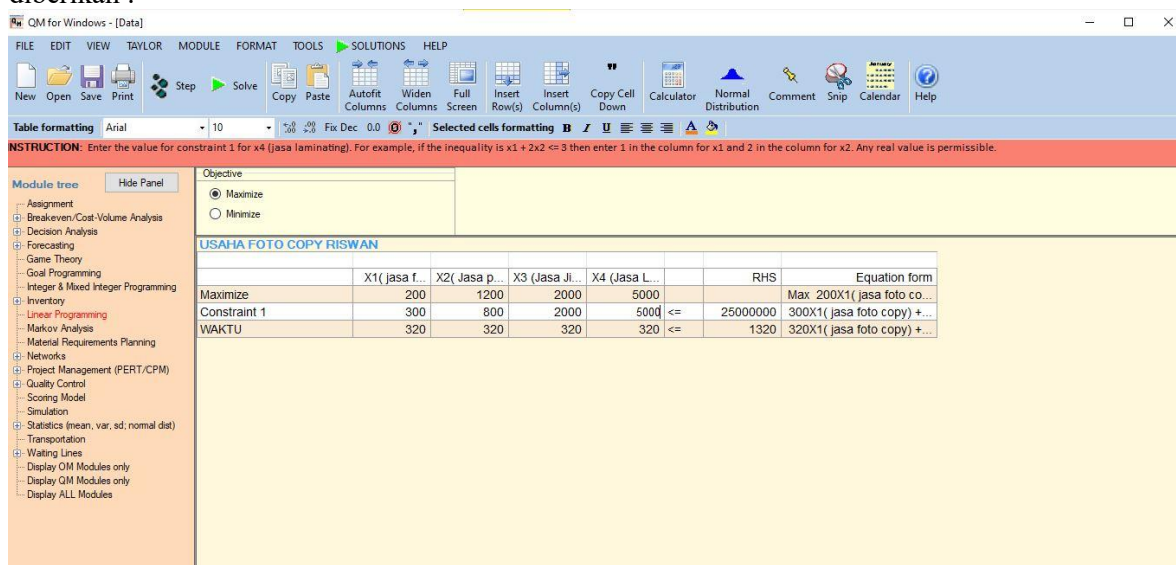 diberikan :
QM for Windows - [Data]
FILE EDIT VIEW TAYLOR MODULE FORMAT TOOLS SOLUTIONS HELP
New Open Save Print Step Solve Copy Paste Autofit Columns Widen Columns Full Screen Insert Row(s) Insert Column(s) Copy Cell Down Calculator Normal Distribution Comment Snip Calendar Help
Table formatting Arial 10 Fix Dec 0.0 Selected cells formatting B I U A
NSTRUCTION: Enter the value for constraint 1 for x4 (jasa laminating). For example, if the inequality is x1 + 2x2 <= 3 then enter 1 in the column for x1 and 2 in the column for x2. Any real value is permissible.
Module tree Hide Panel
Assignment
Breakeven/Cost-Volume Analysis
Decision Analysis
Forecasting
Game Theory
Goal Programming
Integer & Mixed Integer Programming
Inventory
Linear Programming
Markov Analysis
Material Requirements Planning
Networks
Project Management (PERT/CPM)
Quality Control
Scoring Model
Simulation
Statistics (mean, var, sd; normal dist)
Transportation
Waiting Lines
Display OM Modules only
Display QM Modules only
Display ALL Modules
Objective
Maximize
Minimize
USAHA FOTO COPY RISWAN
X1( jasa f... X2( Jasa p... X3 (Jasa Ji... X4 (Jasa L... RHS Equation form
Maximize 200 1200 2000 5000 Max 200X1( jasa foto co...
Constraint 1 300 800 2000 5000 <= 25000000 300X1( jasa foto copy) +...
WAKTU 320 320 320 320 <= 1320 320X1( jasa foto copy) +...